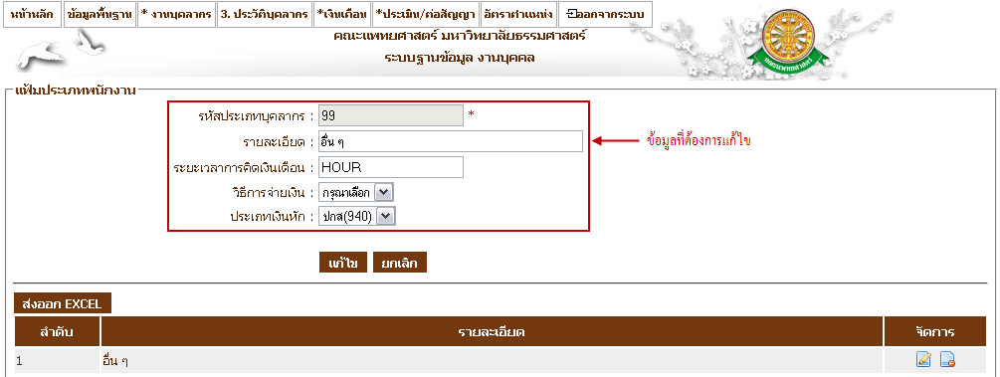 หน้าหลัก ข้อมูลพื้นฐาน * งานบุคลากร 3. ประวัติบุคลากร *เงินเดือน *ประเมิน/ต่อสัญญา อัตราตำแหน่ง ออกจากระบบ
คณะแพทยศาสตร์ มหาวิทยาลัยธรรมศาสตร์
ระบบฐานข้อมูล งานบุคคล
แฟ้มประเภทพนักงาน
รหัสประเภทบุคลากร : 99 *
รายละเอียด : อื่น ๆ
ข้อมูลที่ต้องการแก้ไข
ระยะเวลาการคิดเงินเดือน : HOUR
วิธีการจ่ายเงิน : กรุณาเลือก
ประเภทเงินหัก : ปกส(940)
แก้ไข ยกเลิก
ส่งออก EXCEL
ลำดับ รายละเอียด จัดการ
1 อื่น ๆ